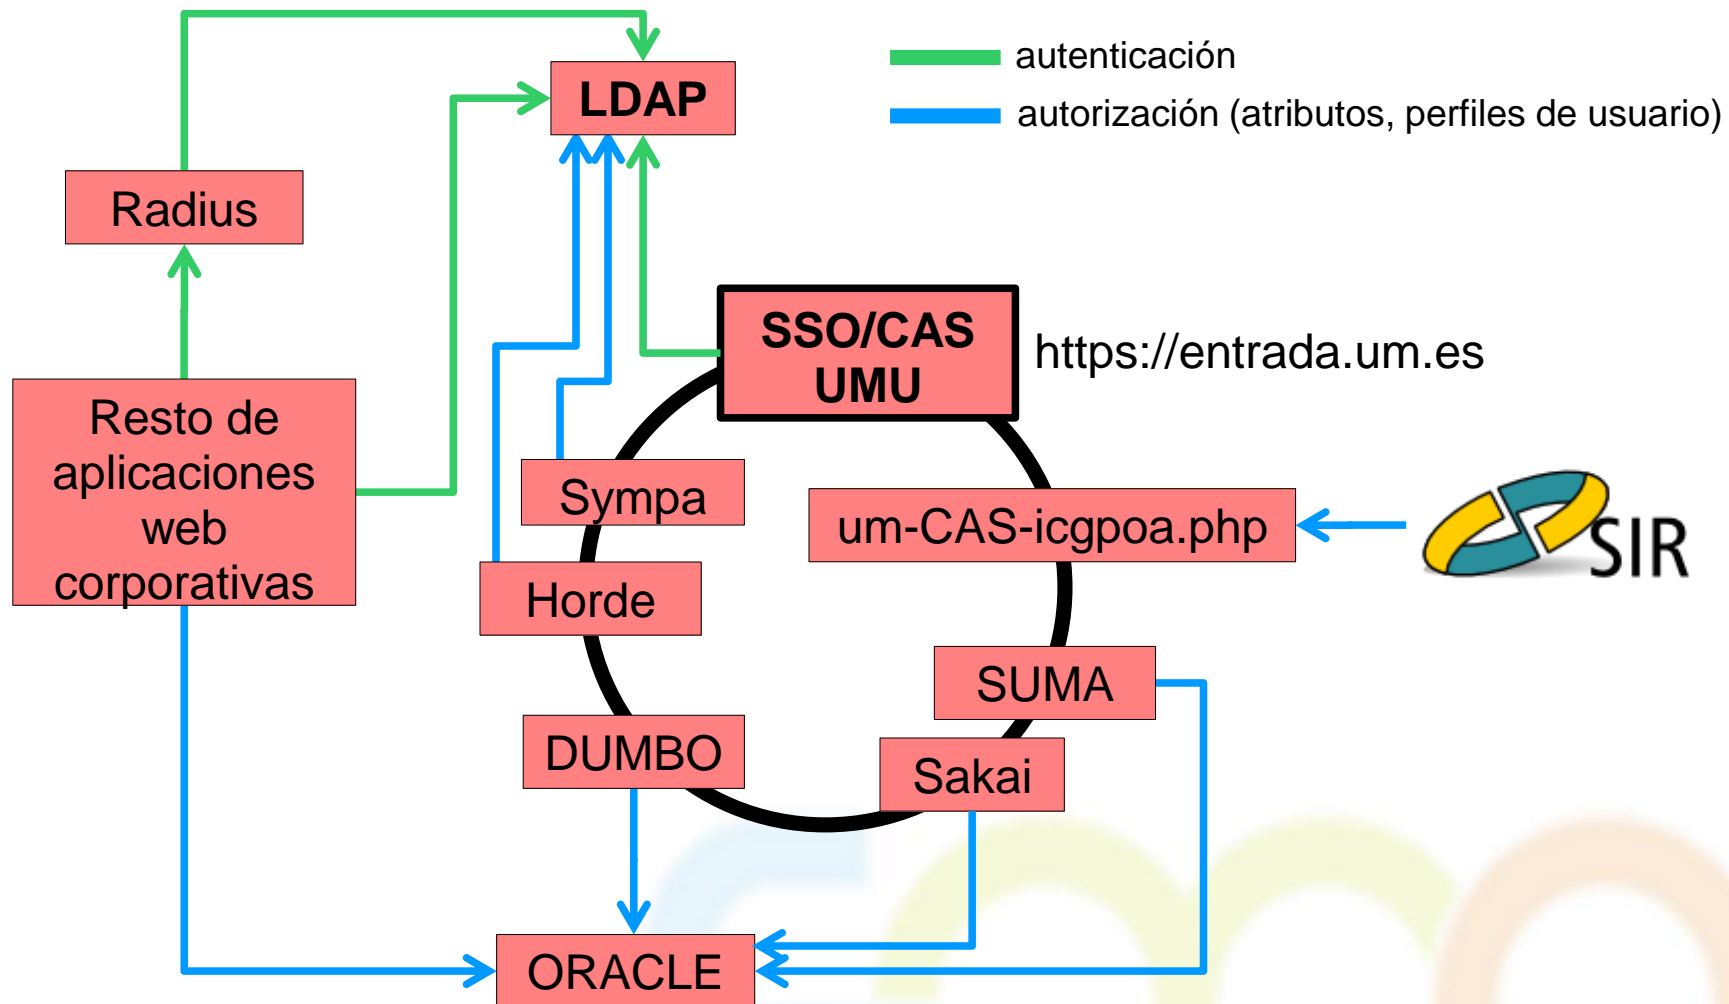 autenticación
LDAP
autorización (atributos, perfiles de usuario)
Radius
SSO/CAS
UMU
https://entrada.um.es
Resto de
aplicaciones
web
corporativas
Sympa
um-CAS-icgpoa.php
SIR
Horde
SUMA
DUMBO
Sakai
ORACLE